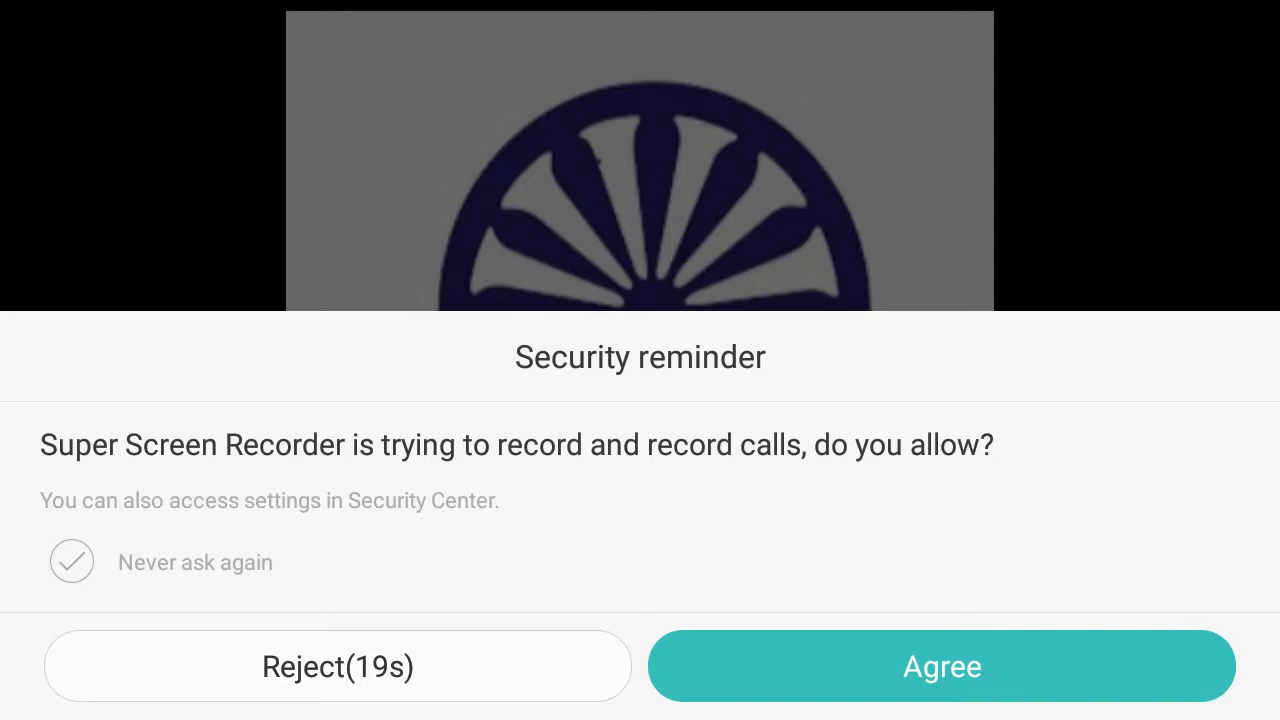 Security reminder
Super Screen Recorder is trying to record and record calls, do you allow?
You can also access settings in Security Center.
Never ask again
Reject(19s)
Agree